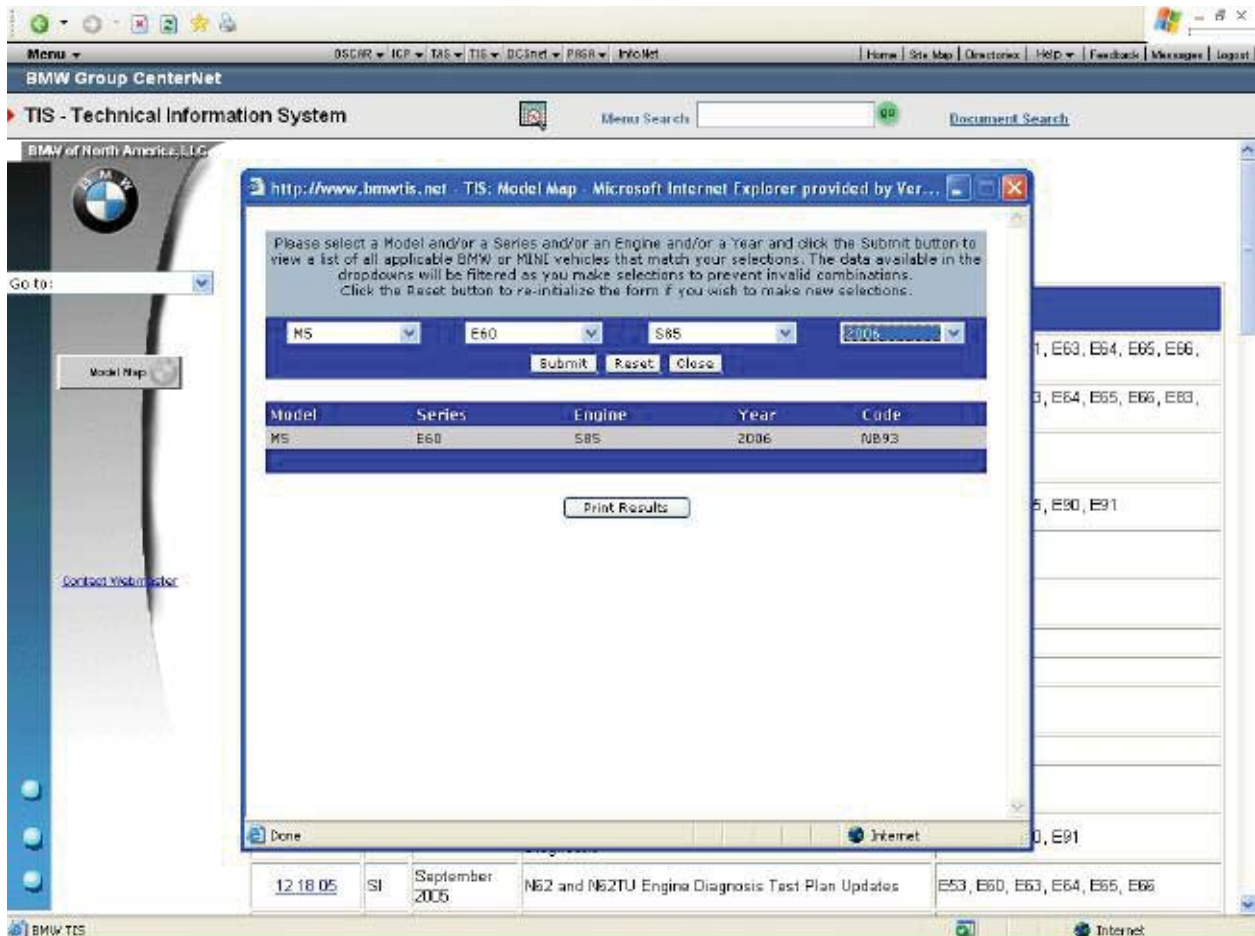 Menu
OSCAR ICP TAS TIS DCSnet PASA InfoNet
Home | Site Map | Directories | Help | Feedback | Messages | Logout
BMW Group CenterNet
TIS - Technical Information System
Menu Search
go
Document Search
BMW of North America, LLC
BMW
Go to:
Model Map
Contact Webmaster
http://www.bmwtis.net - TIS: Model Map - Microsoft Internet Explorer provided by Ver...
Please select a Model and/or a Series and/or an Engine and/or a Year and click the Submit button to
view a list of all applicable BMW or MINI vehicles that match your selections. The data available in the
dropdowns will be filtered as you make selections to prevent invalid combinations.
Click the Reset button to re-initialize the form if you wish to make new selections.
M5 E60 S85 2006
Submit Reset Close
Model Series Engine Year Code
M5 E60 S85 2006 NB93
Print Results
Done Internet
1, E63, E64, E65, E66,
3, E64, E65, E66, E83,
5, E90, E91
0, E91
12 18 05 SI September 2005 N62 and N62TU Engine Diagnosis Test Plan Updates E53, E60, E63, E64, E65, E66
BMW TIS Internet